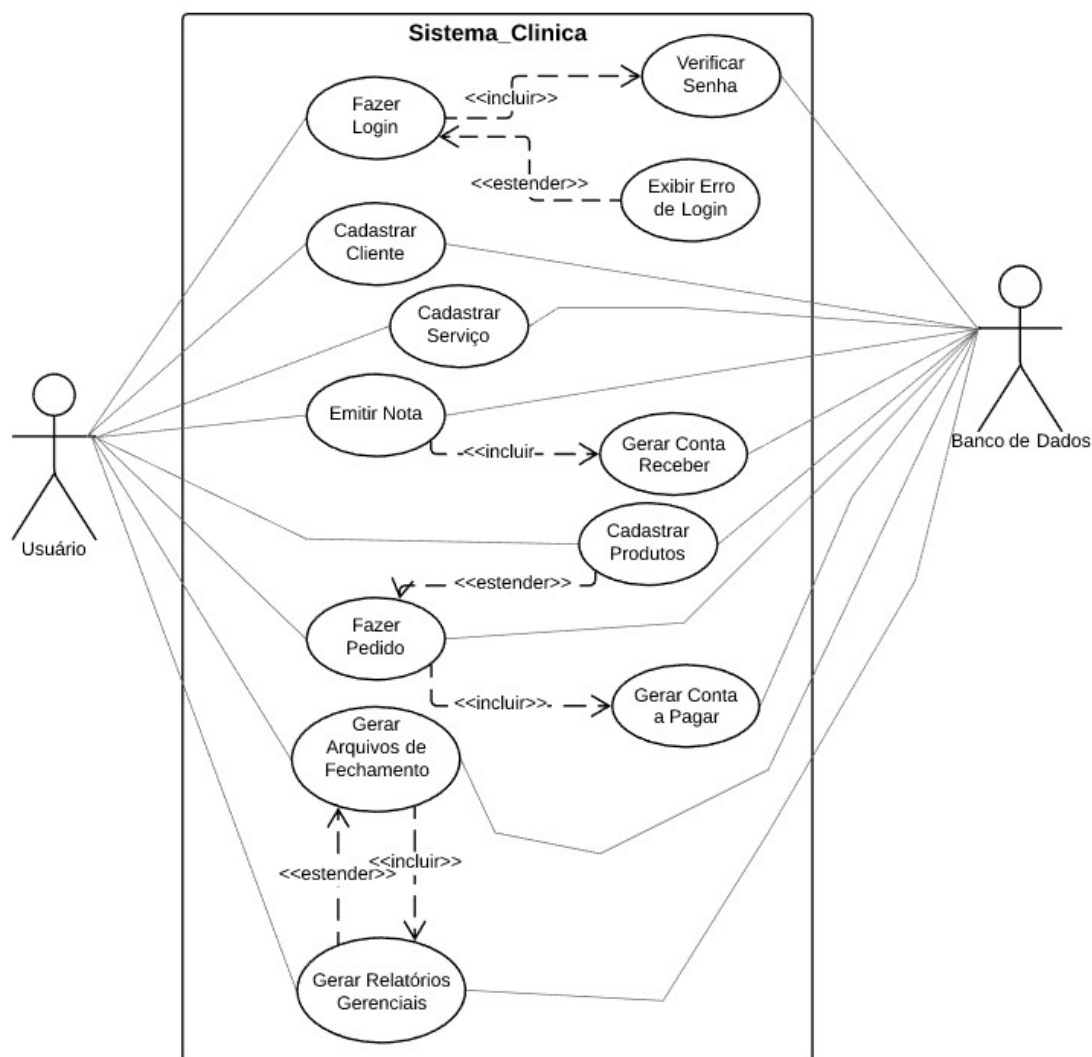 Sistema_Clinica
Verificar
Senha
Fazer
Login
<<incluir>>
<<estender>>
Exibir Erro
de Login
Cadastrar
Cliente
Cadastrar
Serviço
Emitir Nota
<<incluir
Gerar Conta
Receber
Banco de Dados
Usuário
Cadastrar
Produtos
<<estender>>
Fazer
Pedido
<<incluir>>
Gerar Conta
a Pagar
Gerar
Arquivos de
Fechamento
<<incluir>>
<<estender>>
Gerar Relatórios
Gerenciais